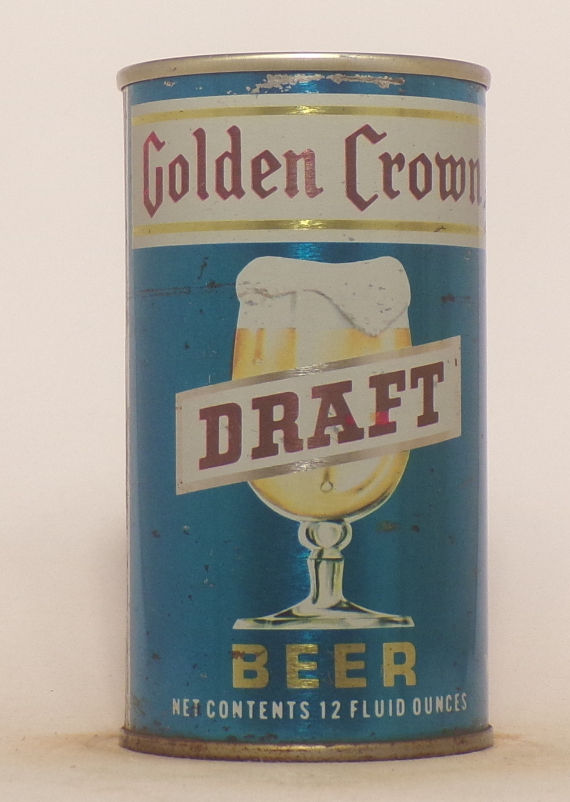 Golden Crown
DRAFT
BEER
NET CONTENTS 12 FLUID OUNCES